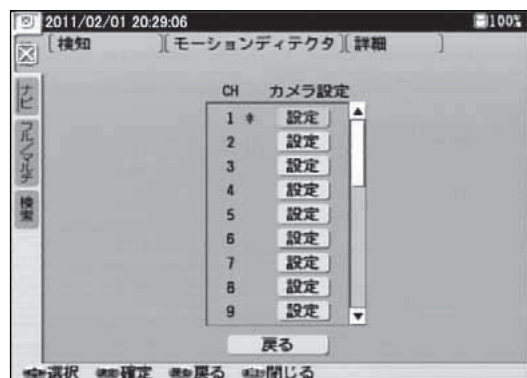 2011/02/01 20:29:06 100%
[検知 ][モーションディテクタ][詳細 ]
ナビ
フル/マルチ
検索
CH カメラ設定
1 設定
2 設定
3 設定
4 設定
5 設定
6 設定
7 設定
8 設定
9 設定
戻る
選択 確定 戻る 閉じる